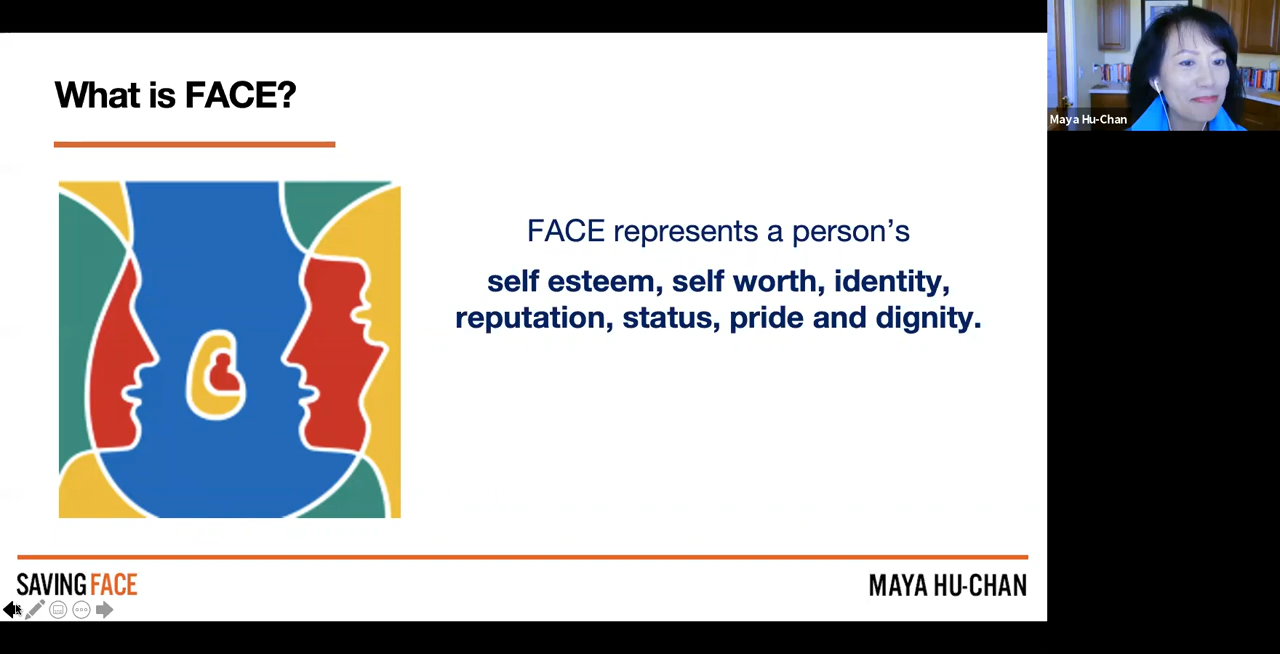 What is FACE?
Maya Hu-Chan
FACE represents a person’s
self esteem, self worth, identity,
reputation, status, pride and dignity.
SAVING FACE
MAYA HU-CHAN